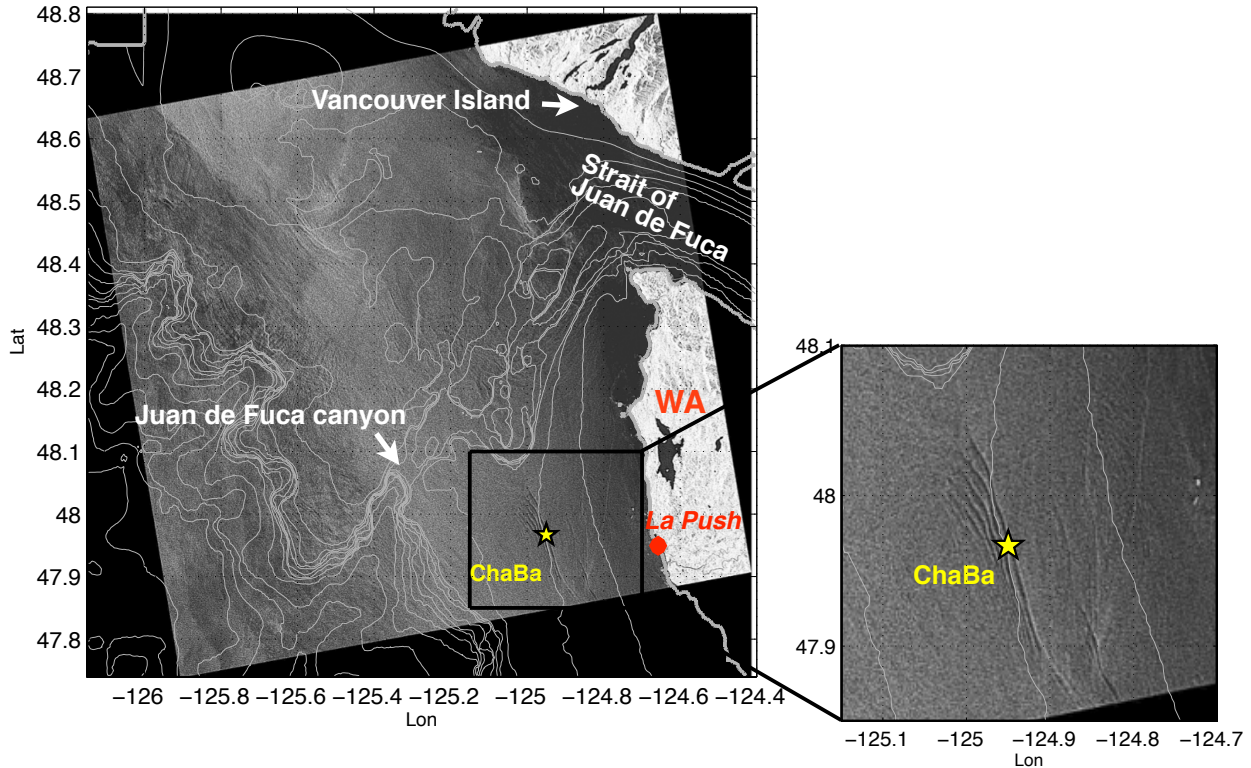 48.8
48.7
48.6
48.5
48.4
48.3
48.2
48.1
48
47.9
47.8
Lat
Vancouver Island
Strait of
Juan de Fuca
Juan de Fuca canyon
WA
La Push
ChaBa
−126 −125.8 −125.6 −125.4 −125.2 −125 −124.8 −124.6 −124.4
Lon
48.1
48
47.9
ChaBa
−125.1 −125 −124.9 −124.8 −124.7
Lon